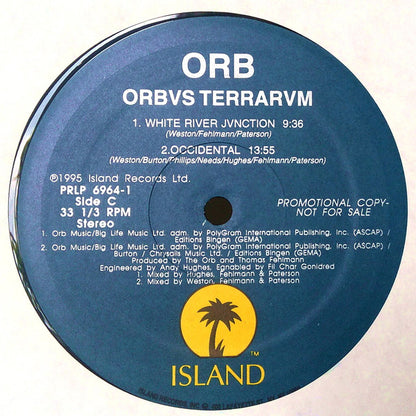 ORB
ORBVS TERRARVM
1. WHITE RIVER JVNCTION 9:36
(Weston/Fehlmann/Paterson)
2.OCCIDENTAL 13:55
(Weston/Burton/Phillips/Needs/Hughes/Fehlmann/Paterson)
℗1995 Island Records Ltd.
PRLP 6964-1
Side C
33 1/3 RPM
Stereo
PROMOTIONAL COPY-
NOT FOR SALE
1. Orb Music/Big Life Music Ltd. adm. by PolyGram International Publishing, Inc. (ASCAP) /
Editions Bingen (GEMA)
2. Orb Music/Big Life Music Ltd. adm. by PolyGram International Publishing, Inc. (ASCAP) /
Burton / Chrysalis Music Ltd. / Editions Bingen (GEMA)
Produced by The Orb and Thomas Fehlmann
Engineered by Andy Hughes, Egnabled by Fil Char Gonidred
1. Mixed by Hughes, Fehlmann & Paterson
2. Mixed by Weston, Fehlmann & Paterson
TM
ISLAND
ISLAND RECORDS, INC.